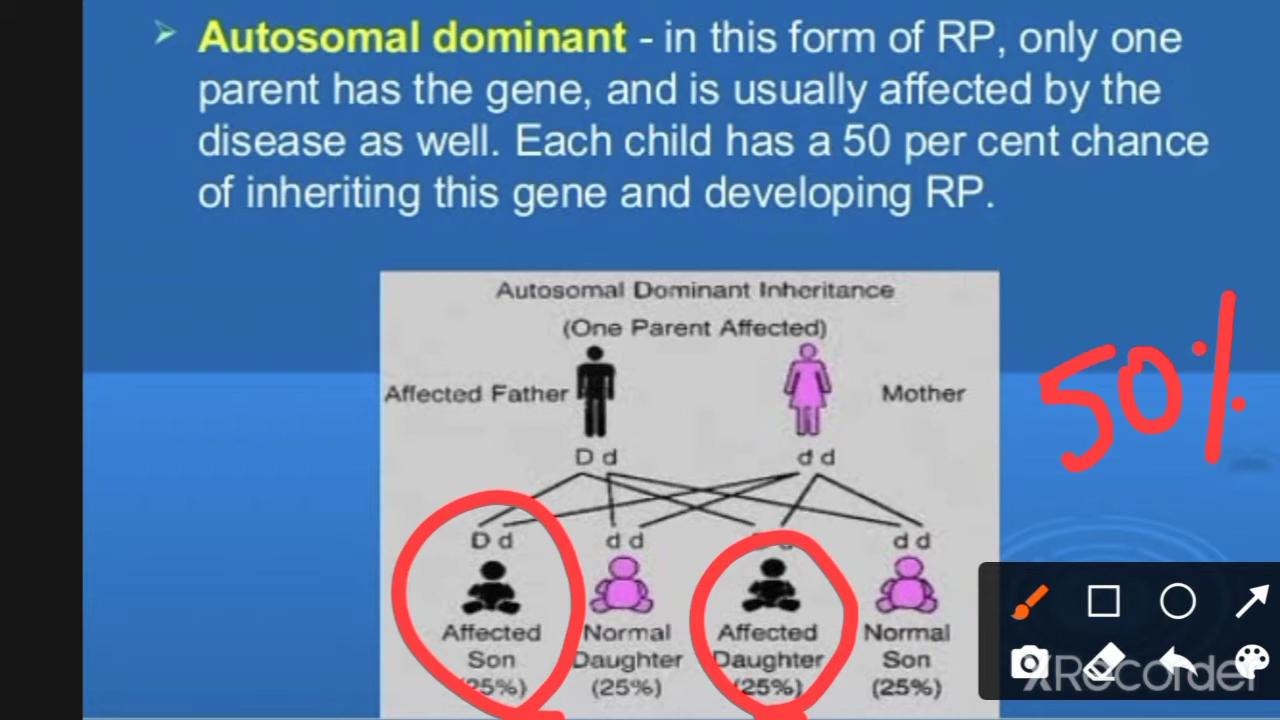 Autosomal dominant - in this form of RP, only one
parent has the gene, and is usually affected by the
disease as well. Each child has a 50 per cent chance
of inheriting this gene and developing RP.
Autosomal Dominant Inheritance
(One Parent Affected)
Affected Father
Mother
50%
D d
d d
D d
d d
d d
Affected
Son
(25%)
Normal
Daughter
(25%)
Affected
Daughter
(25%)
Normal
Son
(25%)
XRecorder